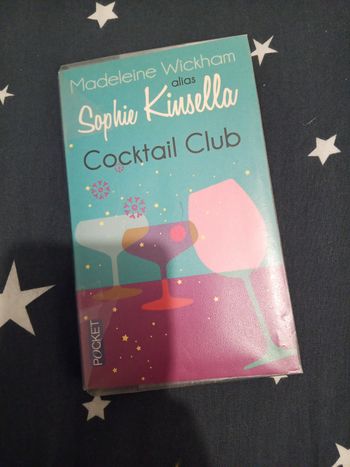 Madeleine Wickham
alias
Sophie Kinsella
Cocktail Club
POCKET